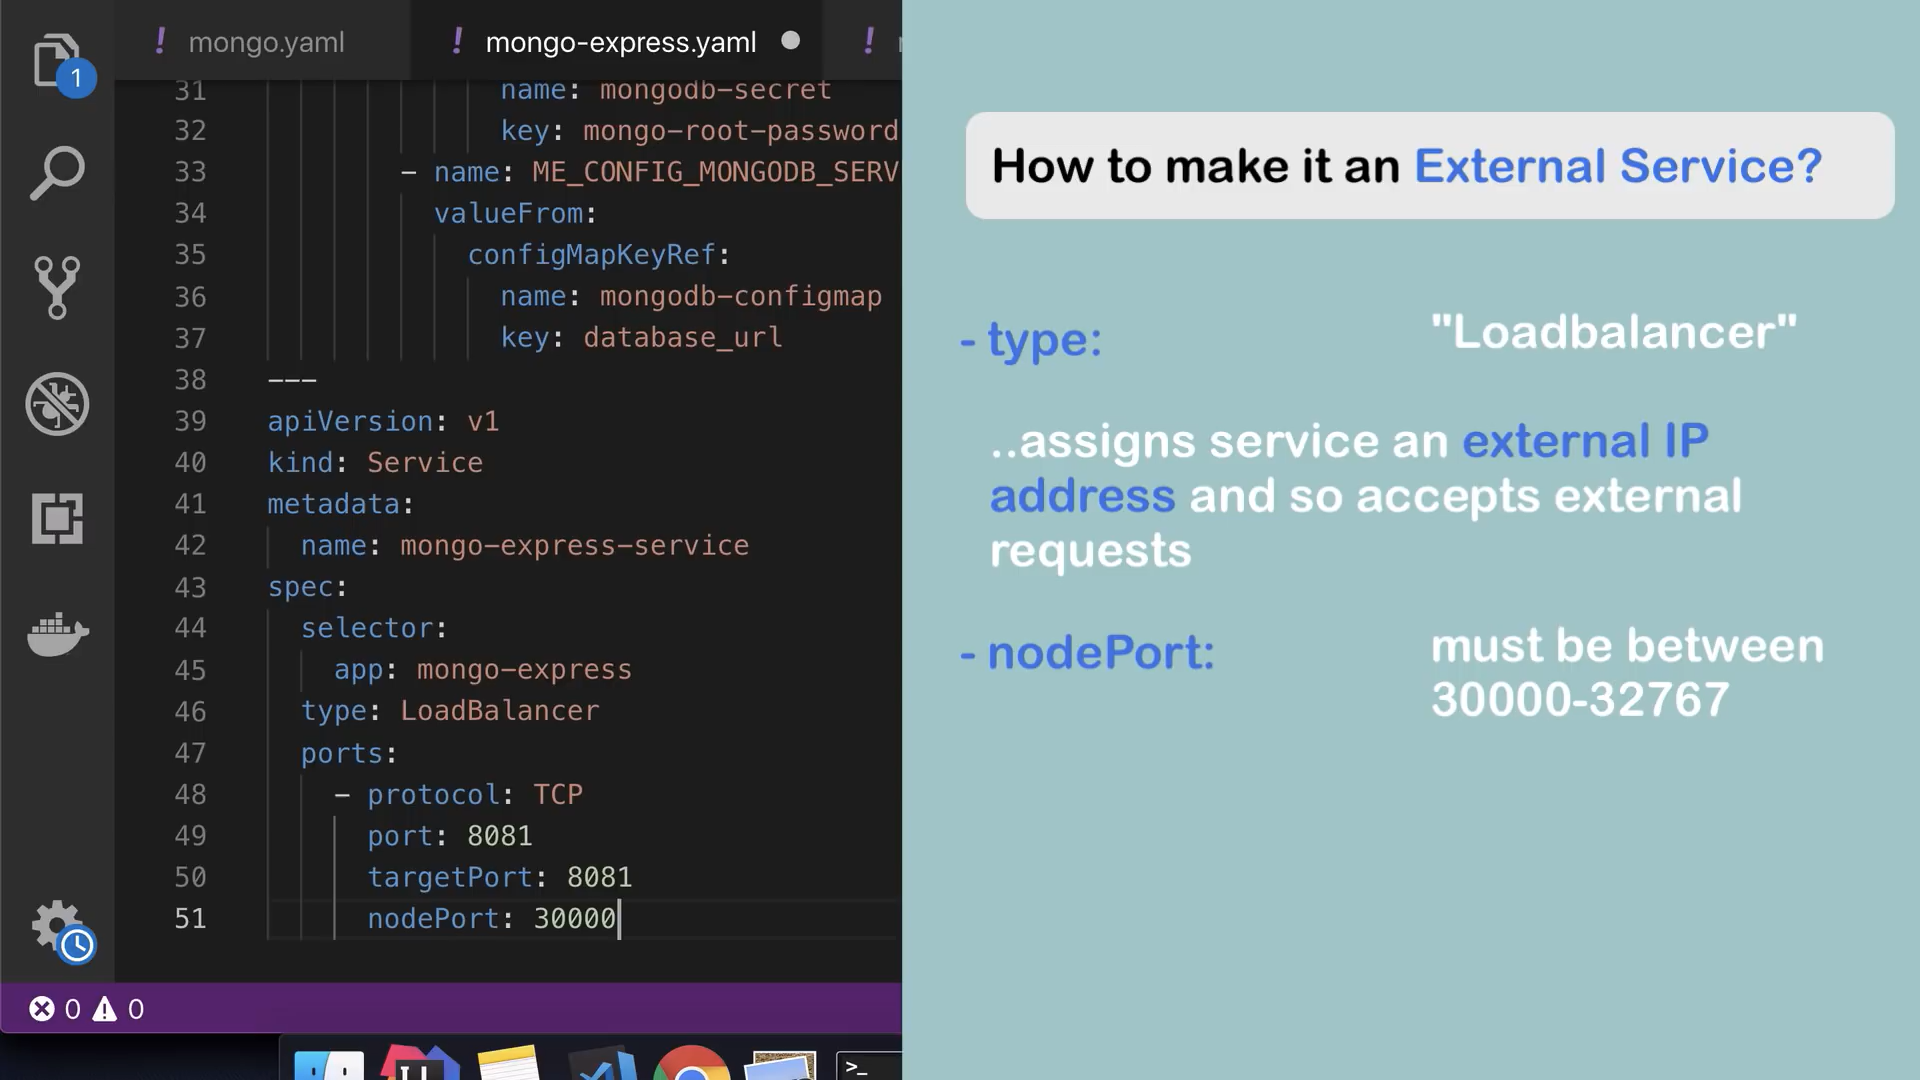 mongo.yaml
mongo-express.yaml
1
31 name: mongodb-secret
32 key: mongo-root-password
33 - name: ME_CONFIG_MONGODB_SERV
34 valueFrom:
35 configMapKeyRef:
36 name: mongodb-configmap
37 key: database_url
38 ---
39 apiVersion: v1
40 kind: Service
41 metadata:
42 name: mongo-express-service
43 spec:
44 selector:
45 app: mongo-express
46 type: LoadBalancer
47 ports:
48 - protocol: TCP
49 port: 8081
50 targetPort: 8081
51 nodePort: 30000
0 0
How to make it an External Service?
- type: "Loadbalancer"
..assigns service an external IP
address and so accepts external
requests
- nodePort: must be between
30000-32767